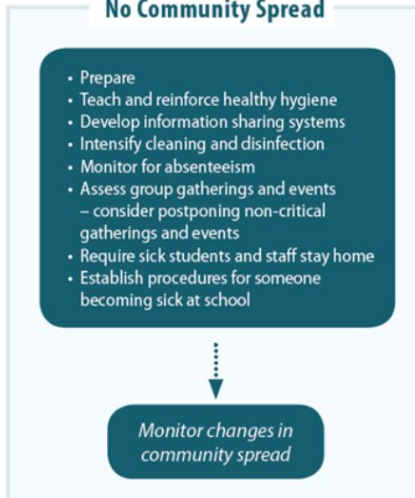 No Community Spread
• Prepare
• Teach and reinforce healthy hygiene
• Develop information sharing systems
• Intensify cleaning and disinfection
• Monitor for absenteeism
• Assess group gatherings and events
– consider postponing non-critical
gatherings and events
• Require sick students and staff stay home
• Establish procedures for someone
becoming sick at school
Monitor changes in
community spread